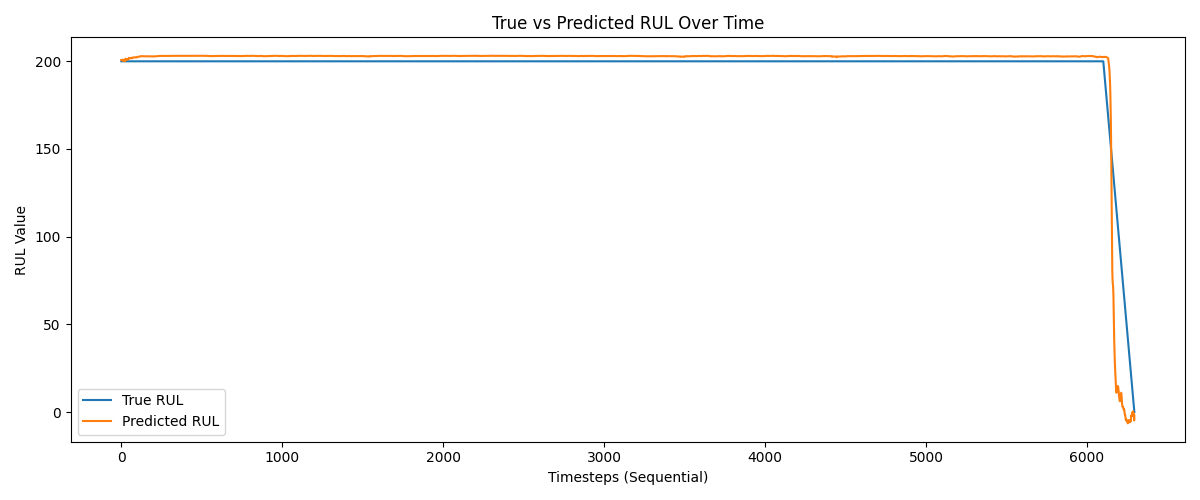 True vs Predicted RUL Over Time
RUL Value
200
150
100
50
0
True RUL
Predicted RUL
0 1000 2000 3000 4000 5000 6000
Timesteps (Sequential)